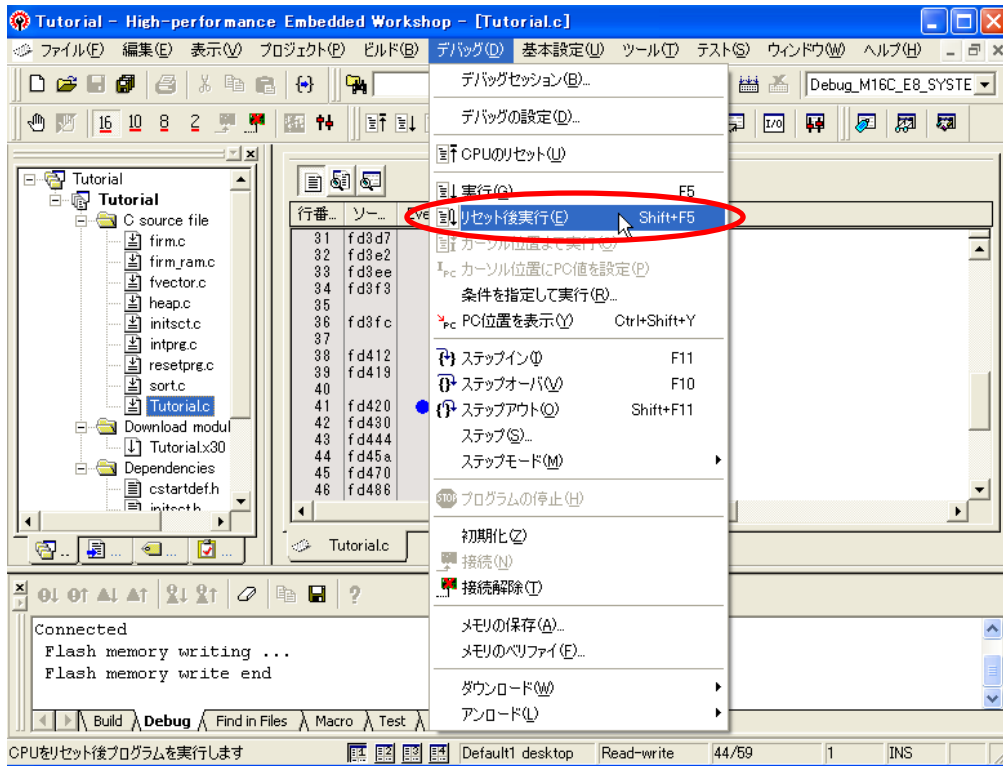 Tutorial - High-performance Embedded Workshop - [Tutorial.c]
ファイル(F) 編集(E) 表示(V) プロジェクト(P) ビルド(B) デバッグ(D) 基本設定(U) ツール(T) テスト(S) ウィンドウ(W) ヘルプ(H)
Debug_M16C_E8_SYSTE
16 10 8 2
Tutorial
Tutorial
C source file
firm.c
firm_ram.c
fvector.c
heap.c
initsct.c
intprg.c
resetprg.c
sort.c
Tutorial.c
Download modul
Tutorial.x30
Dependencies
cstartdef.h
initsct.h
行番... ソー... Eve
31 fd3d7
32 fd3e2
33 fd3ee
34 fd3f3
35
36 fd3fc
37
38 fd412
39 fd419
40
41 fd420
42 fd430
43 fd444
44 fd45a
45 fd470
46 fd486
Tutorial.c
デバッグセッション(B)...
デバッグの設定(D)...
CPUのリセット(U)
実行(G) F5
リセット後実行(E) Shift+F5
カーソル位置まで実行(C)
カーソル位置にPC値を設定(P)
条件を指定して実行(R)...
PC位置を表示(Y) Ctrl+Shift+Y
ステップイン(I) F11
ステップオーバ(V) F10
ステップアウト(O) Shift+F11
ステップ(S)...
ステップモード(M)
プログラムの停止(H)
初期化(Z)
接続(N)
接続解除(T)
メモリの保存(A)...
メモリのベリファイ(F)...
ダウンロード(W)
アンロード(L)
Connected
Flash memory writing ...
Flash memory write end
Build Debug Find in Files Macro Test
CPUをリセット後プログラムを実行します Default1 desktop Read-write 44/59 1 INS